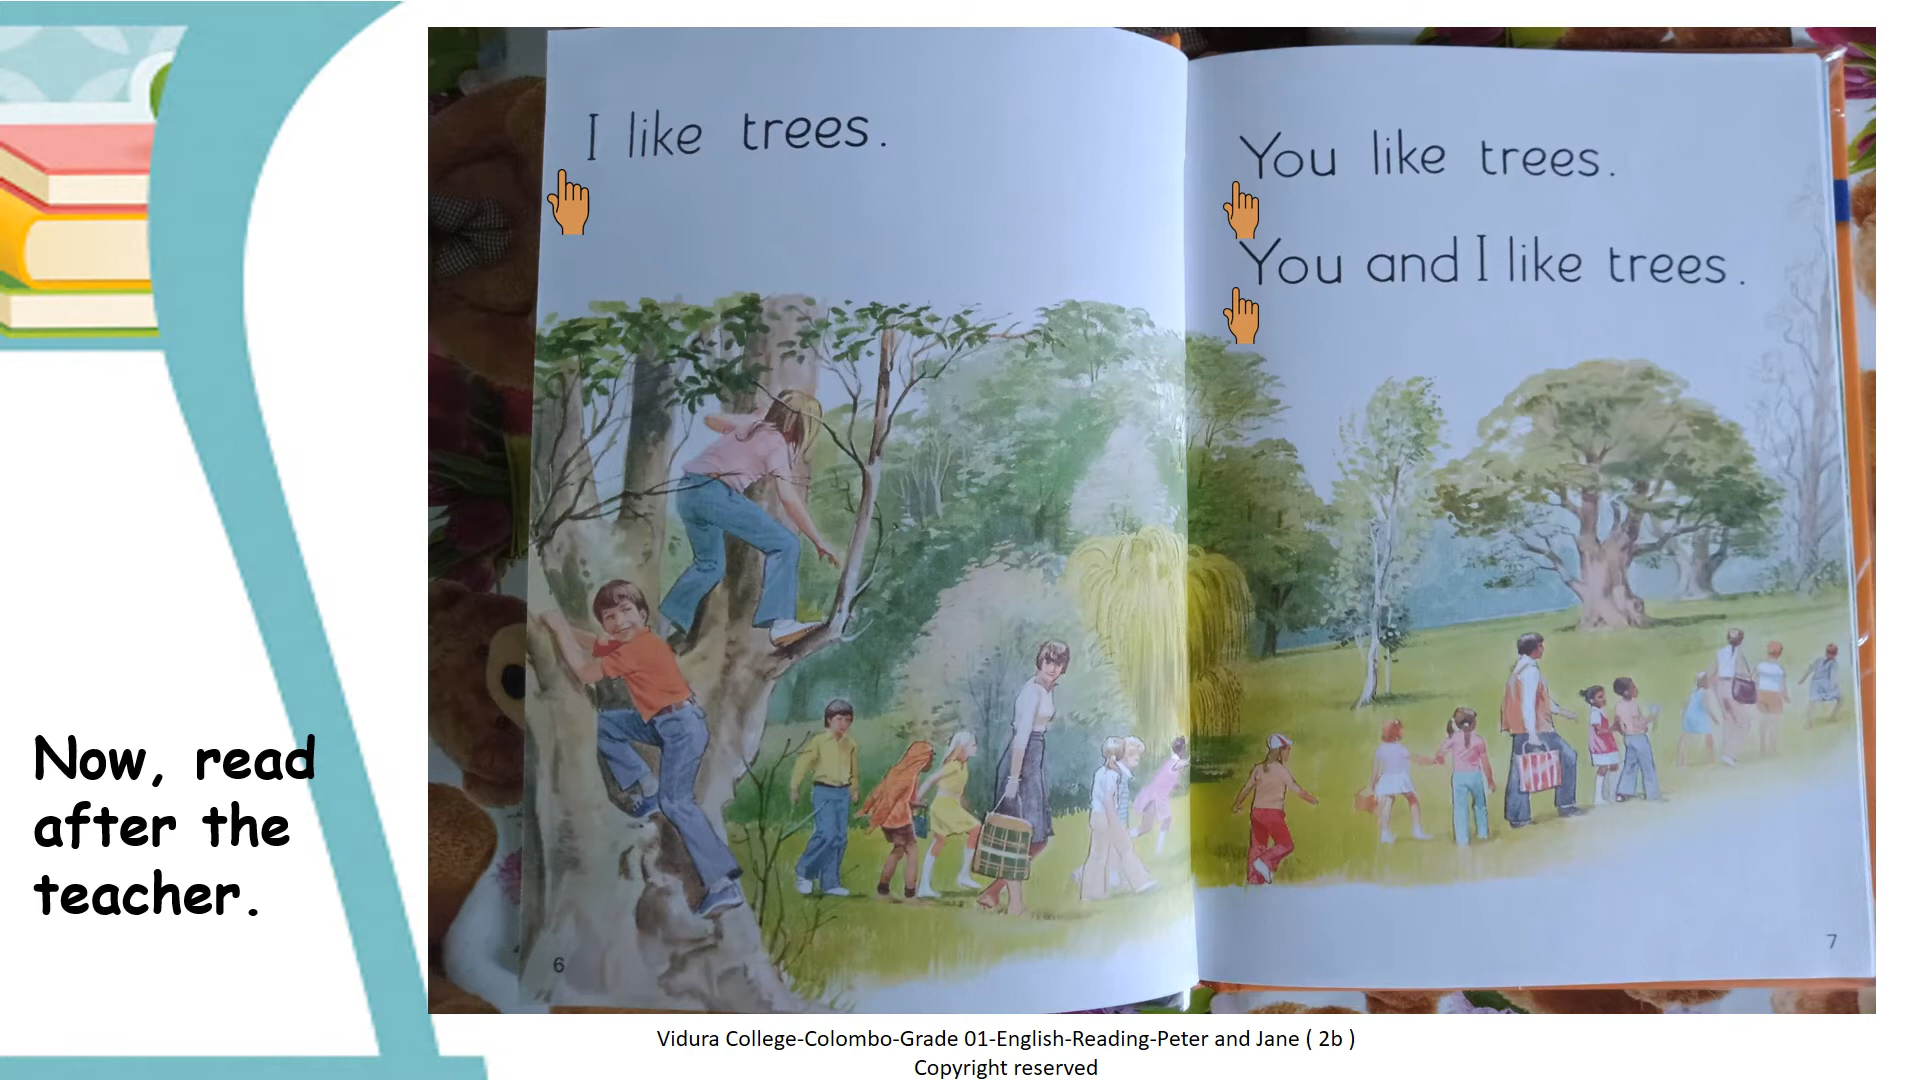 Now, read
after the
teacher.
I like trees.
6
You like trees.
You and I like trees.
7
Vidura College-Colombo-Grade 01-English-Reading-Peter and Jane ( 2b )
Copyright reserved